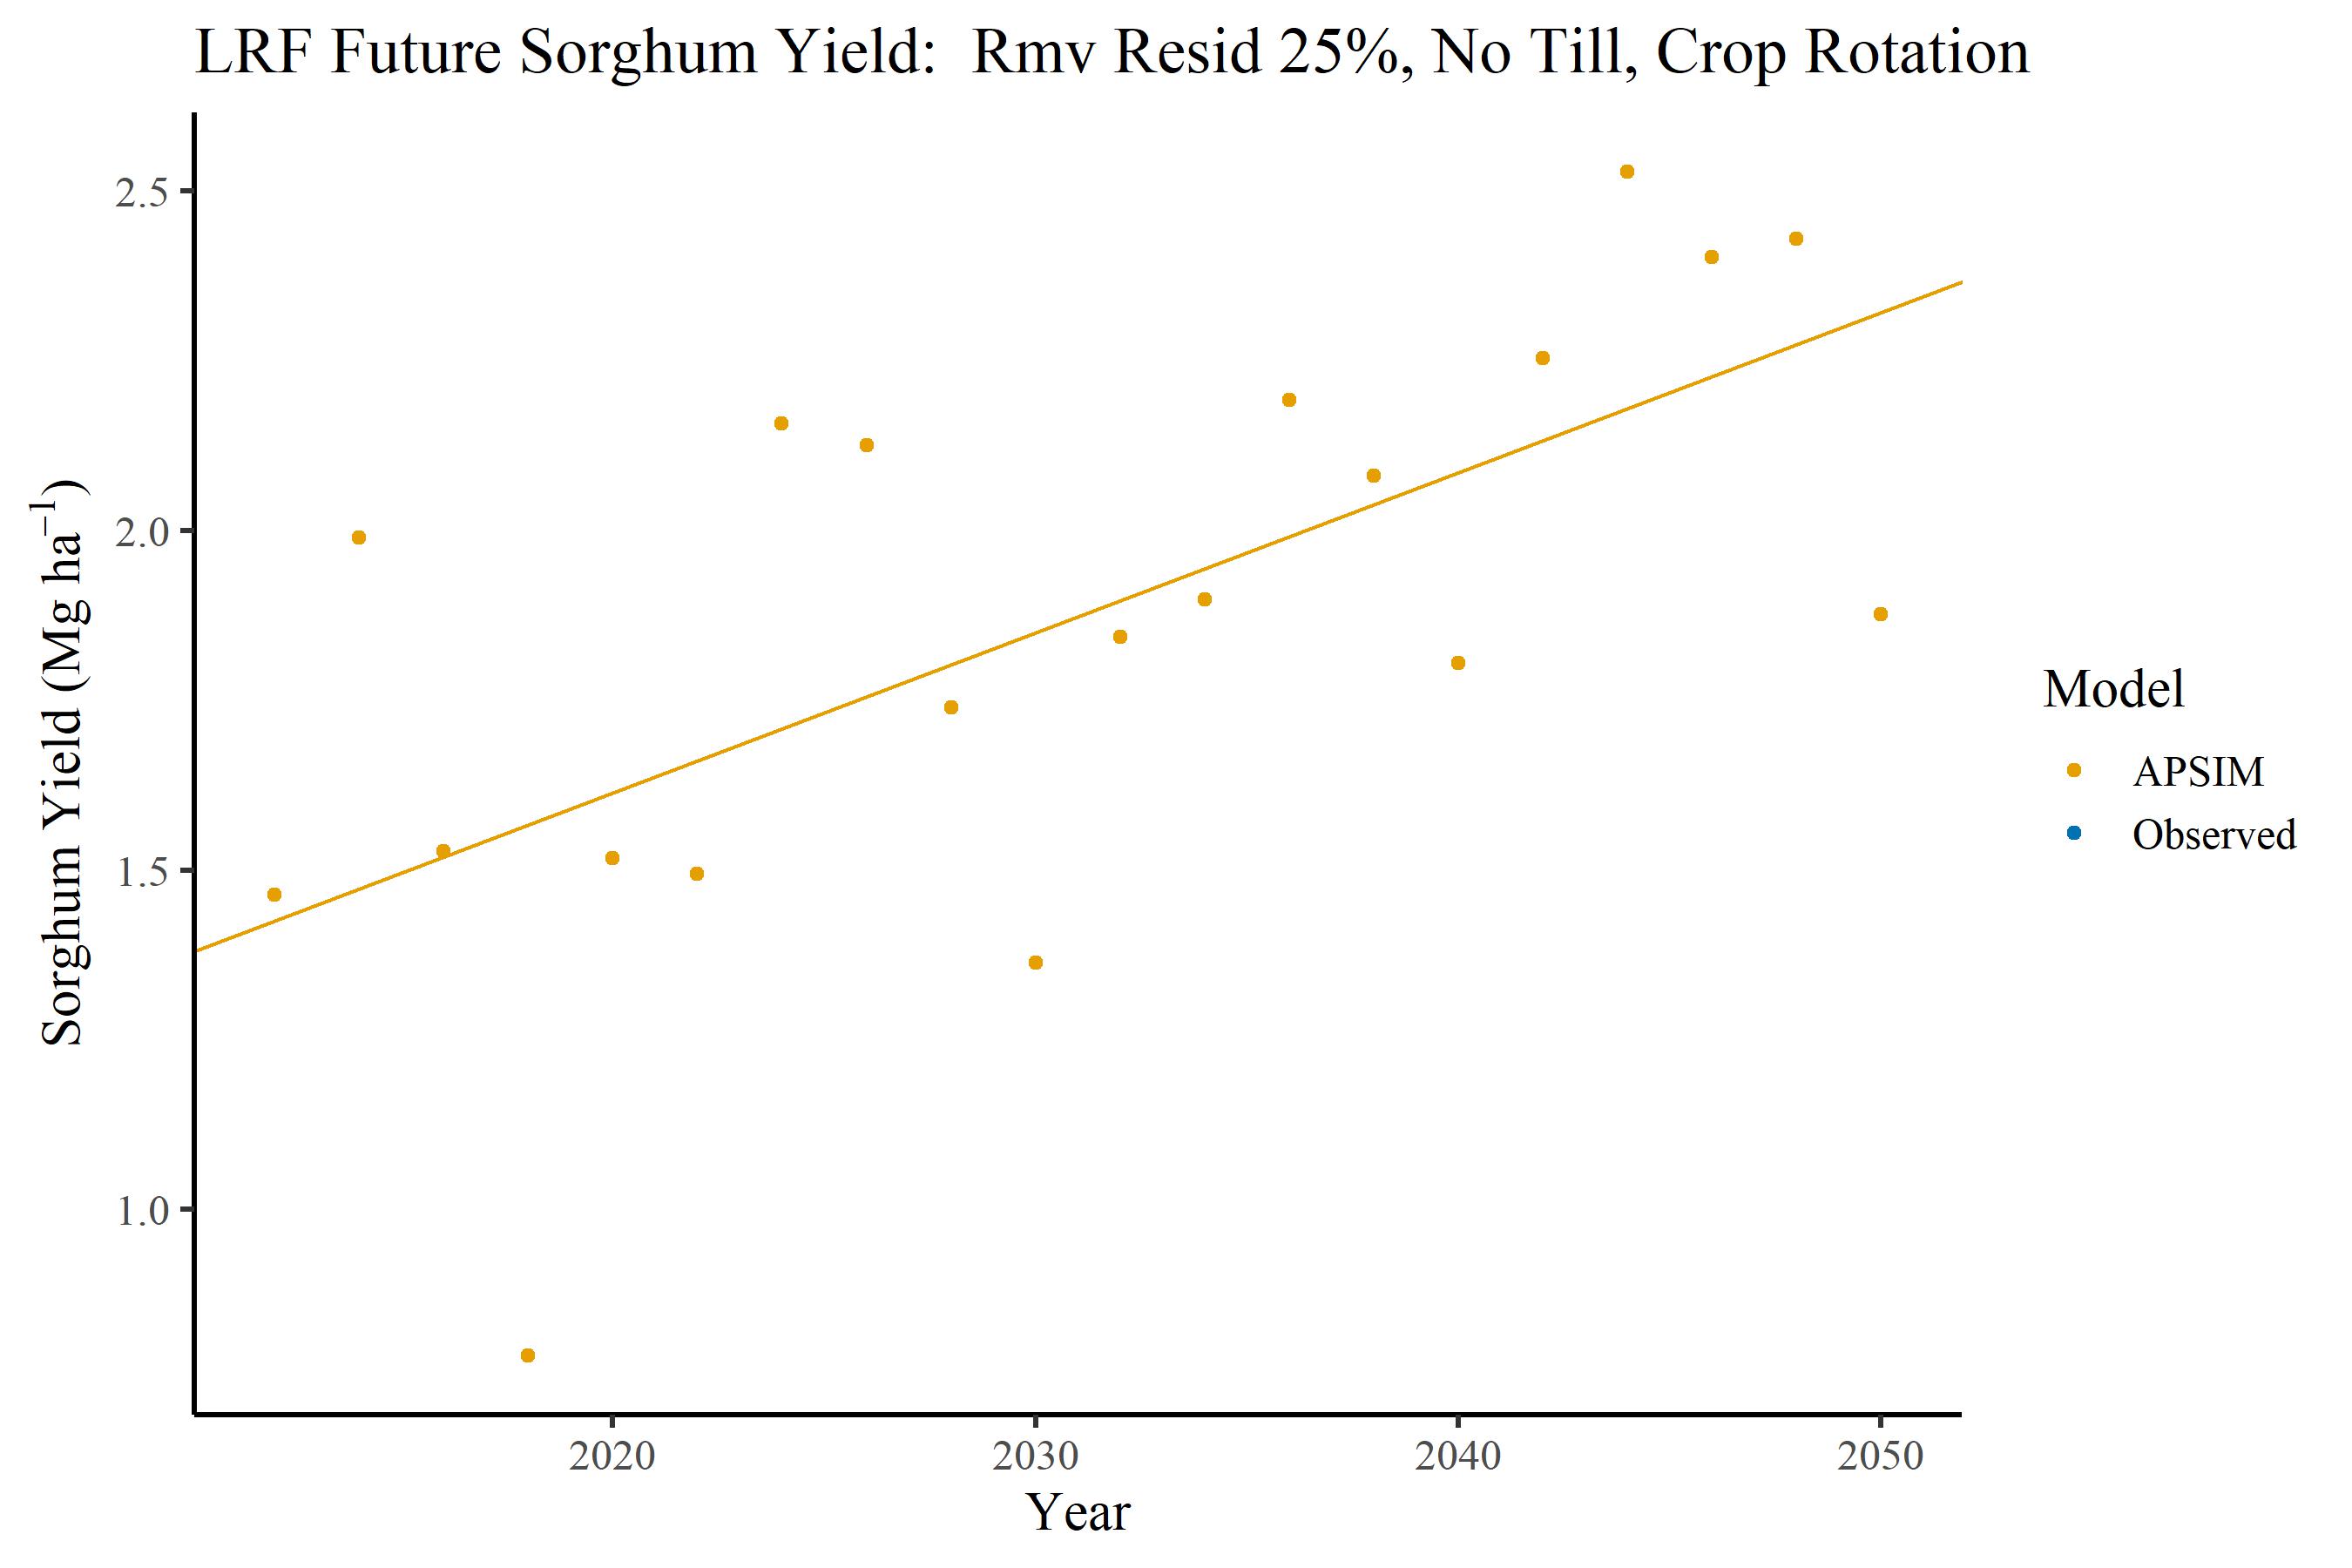 LRF Future Sorghum Yield:  Rmv Resid 25%, No Till, Crop Rotation
Sorghum Yield (Mg ha⁻¹)
2.5
2.0
1.5
1.0
2020 2030 2040 2050
Year
Model
APSIM
Observed